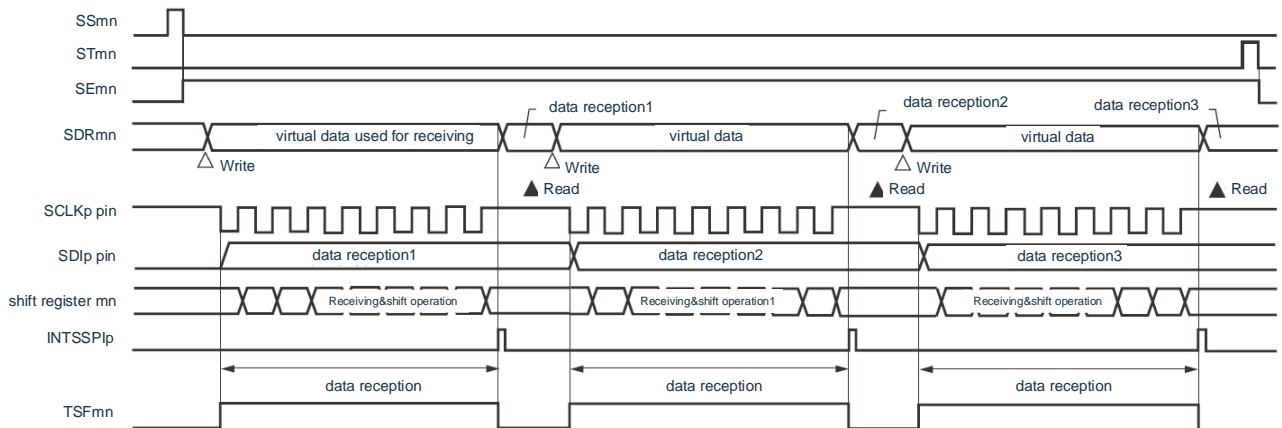 SSmn
STmn
SEmn
data reception1
data reception2
data reception3
SDRmn
virtual data used for receiving
virtual data
virtual data
Write
Write
Write
Read
Read
Read
SCLKp pin
SDIp pin
data reception1
data reception2
data reception3
shift register mn
Receiving&shift operation
Receiving&shift operation1
Receiving&shift operation
INTSSPIp
data reception
data reception
data reception
TSFmn